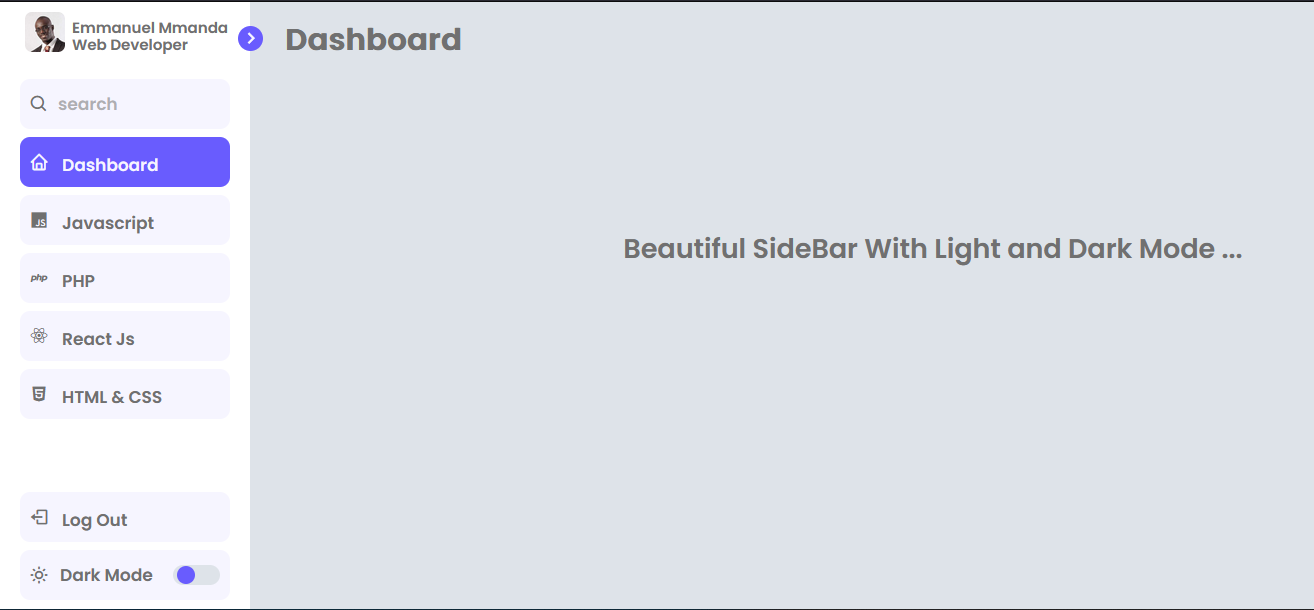 Emmanuel Mmanda
Web Developer
Dashboard
search
Dashboard
JS Javascript
php PHP
React Js
5 HTML & CSS
Beautiful SideBar With Light and Dark Mode ...
Log Out
Dark Mode